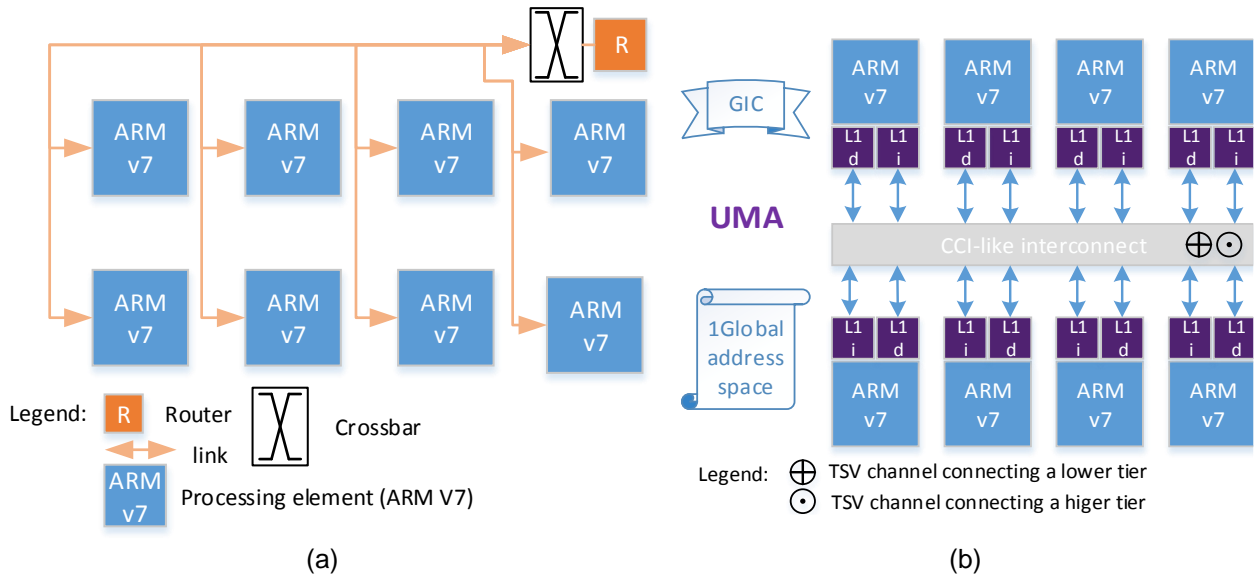 R
ARM v7
ARM v7
ARM v7
ARM v7
ARM v7
ARM v7
ARM v7
ARM v7
Legend:
R
Router
Crossbar
link
ARM v7
Processing element (ARM V7)
(a)
ARM v7
ARM v7
ARM v7
ARM v7
GIC
L1 d
L1 i
L1 d
L1 i
L1 d
L1 i
L1 d
L1 i
UMA
CCI-like interconnect
1Global
address
space
L1 i
L1 d
L1 i
L1 d
L1 i
L1 d
L1 i
L1 d
ARM v7
ARM v7
ARM v7
ARM v7
Legend:
TSV channel connecting a lower tier
TSV channel connecting a higer tier
(b)